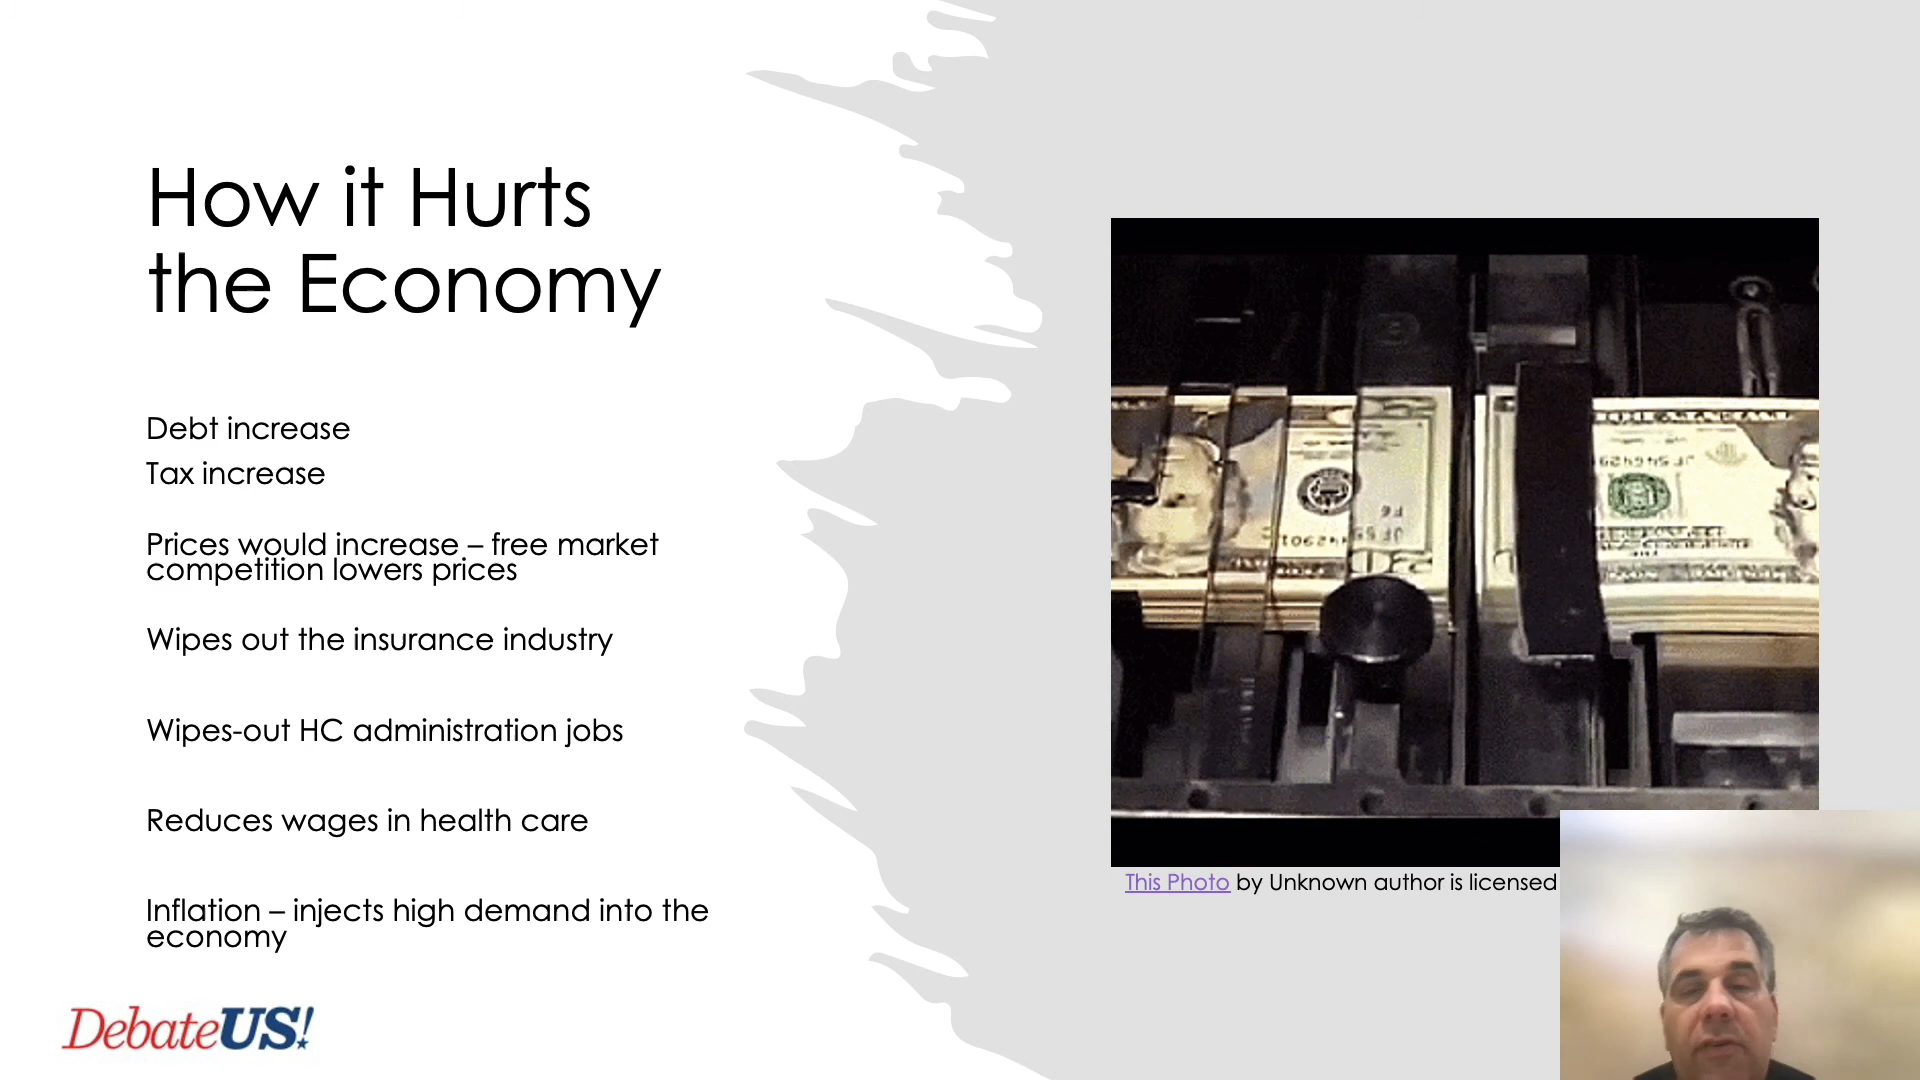 How it Hurts
the Economy
Debt increase
Tax increase
Prices would increase – free market
competition lowers prices
Wipes out the insurance industry
Wipes-out HC administration jobs
Reduces wages in health care
Inflation – injects high demand into the
economy
This Photo by Unknown author is licensed
DebateUS!